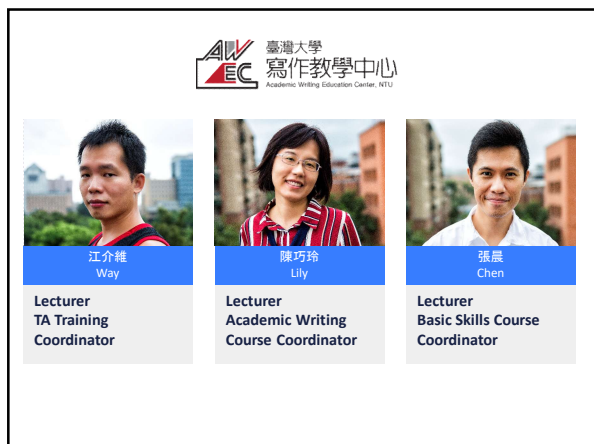 AWEC
臺灣大學
寫作教學中心
Academic Writing Education Center, NTU
江介維
Way
Lecturer
TA Training
Coordinator
陳巧玲
Lily
Lecturer
Academic Writing
Course Coordinator
張晨
Chen
Lecturer
Basic Skills Course
Coordinator